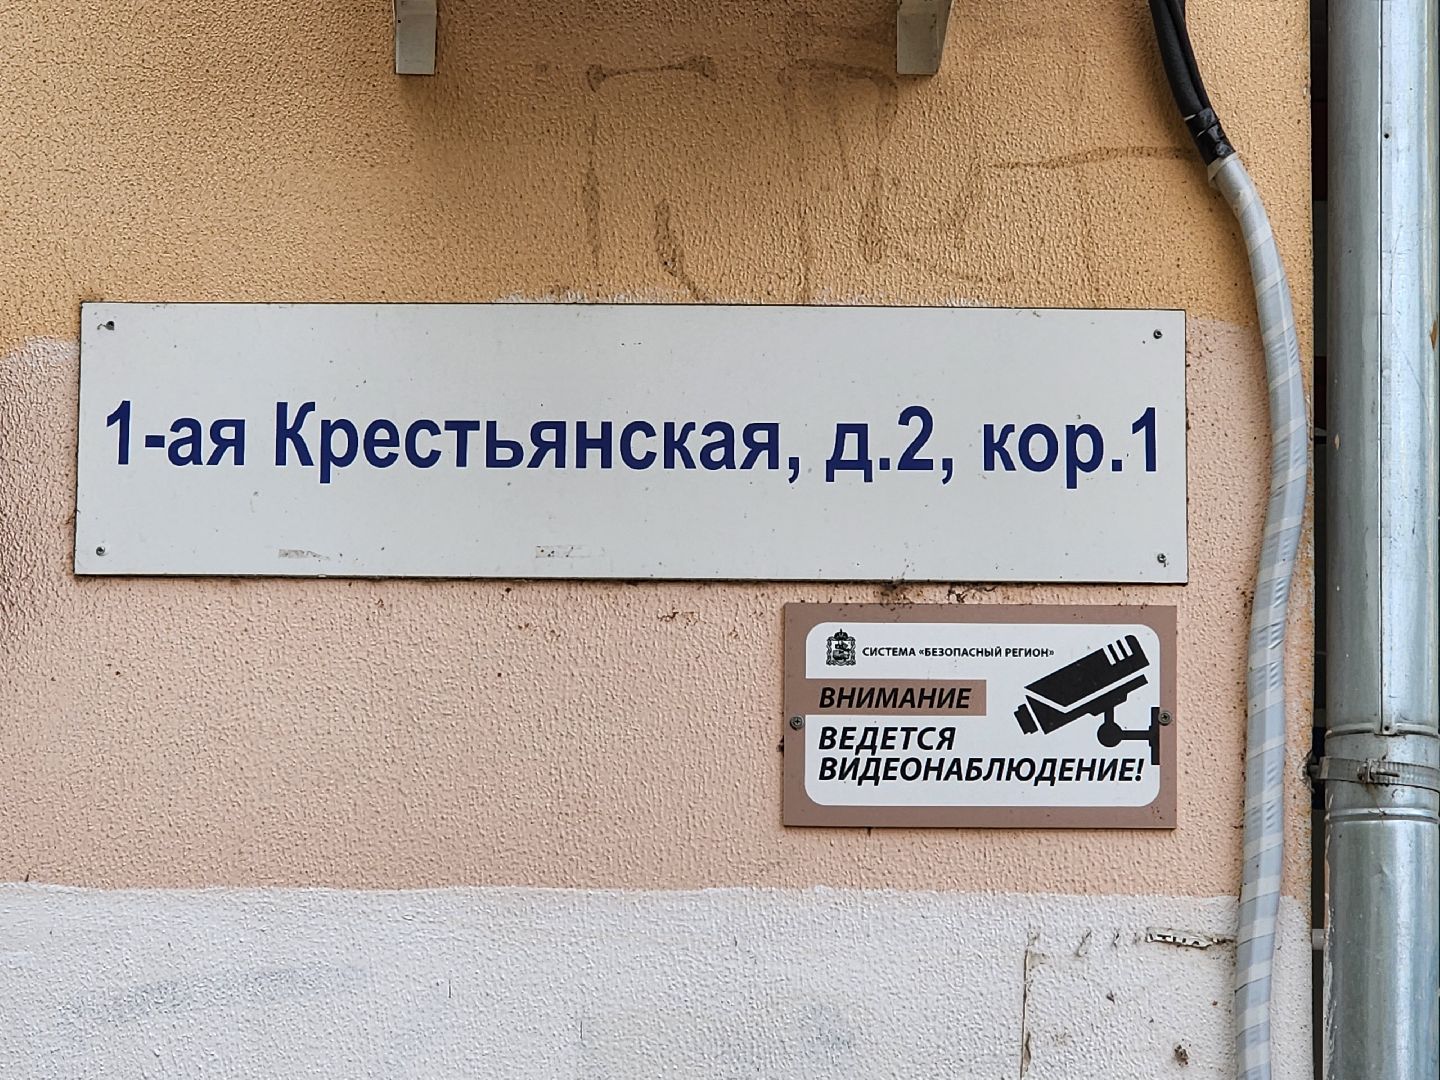 1-ая Крестьянская, д.2, кор.1
СИСТЕМА «БЕЗОПАСНЫЙ РЕГИОН»
ВНИМАНИЕ
ВЕДЕТСЯ
ВИДЕОНАБЛЮДЕНИЕ!